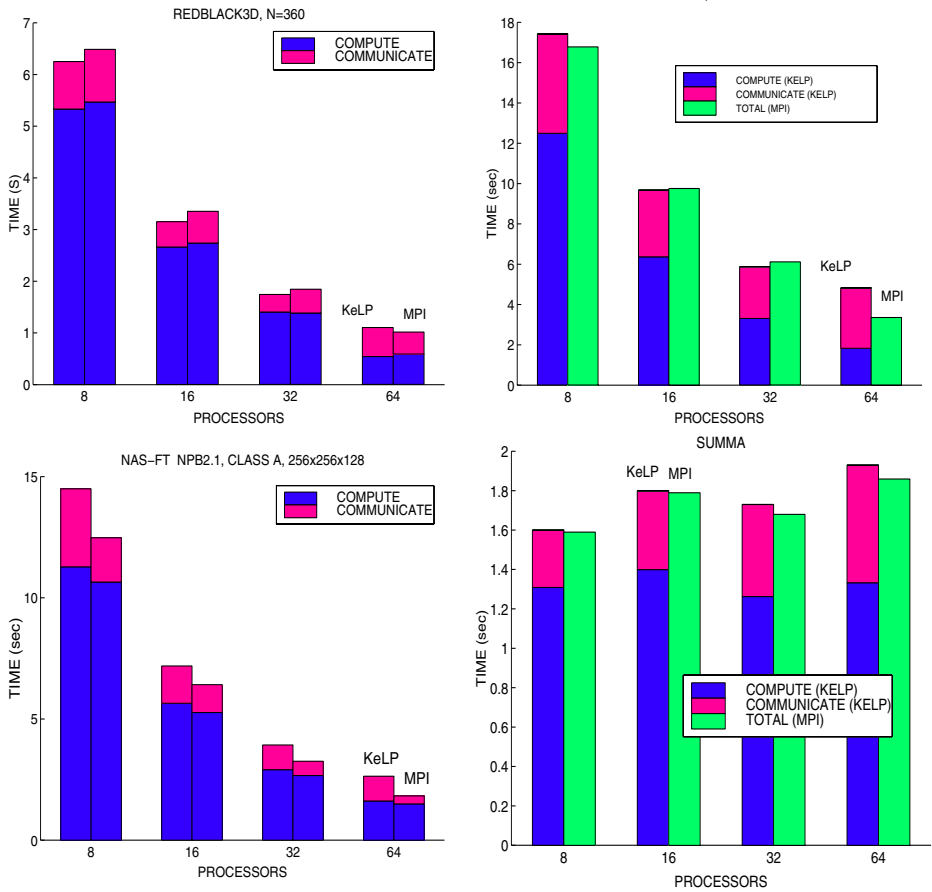 REDBLACK3D, N=360
COMPUTE
COMMUNICATE
TIME (S)
7
6
5
4
3
2
1
0
KeLP
MPI
8
16
32
64
PROCESSORS
18
16
14
12
10
8
6
4
2
0
TIME (sec)
COMPUTE (KELP)
COMMUNICATE (KELP)
TOTAL (MPI)
KeLP
MPI
8
16
32
64
PROCESSORS
NAS-FT NPB2.1, CLASS A, 256x256x128
COMPUTE
COMMUNICATE
TIME (sec)
15
10
5
0
KeLP
MPI
8
16
32
64
PROCESSORS
SUMMA
KeLP MPI
TIME (sec)
2
1.8
1.6
1.4
1.2
1
0.8
0.6
0.4
0.2
0
COMPUTE (KELP)
COMMUNICATE (KELP)
TOTAL (MPI)
8
16
32
64
PROCESSORS